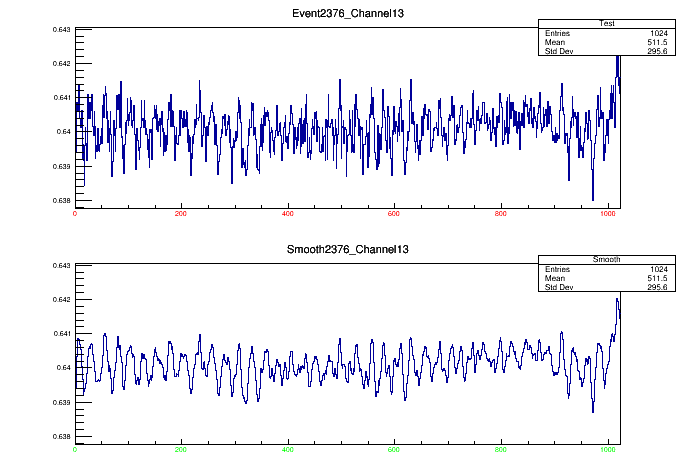 Event2376_Channel13
Test
Entries 1024
Mean 511.5
Std Dev 295.6
0.643
0.642
0.641
0.64
0.639
0.638
0 200 400 600 800 1000
Smooth2376_Channel13
Smooth
Entries 1024
Mean 511.5
Std Dev 295.6
0.643
0.642
0.641
0.64
0.639
0.638
0 200 400 600 800 1000